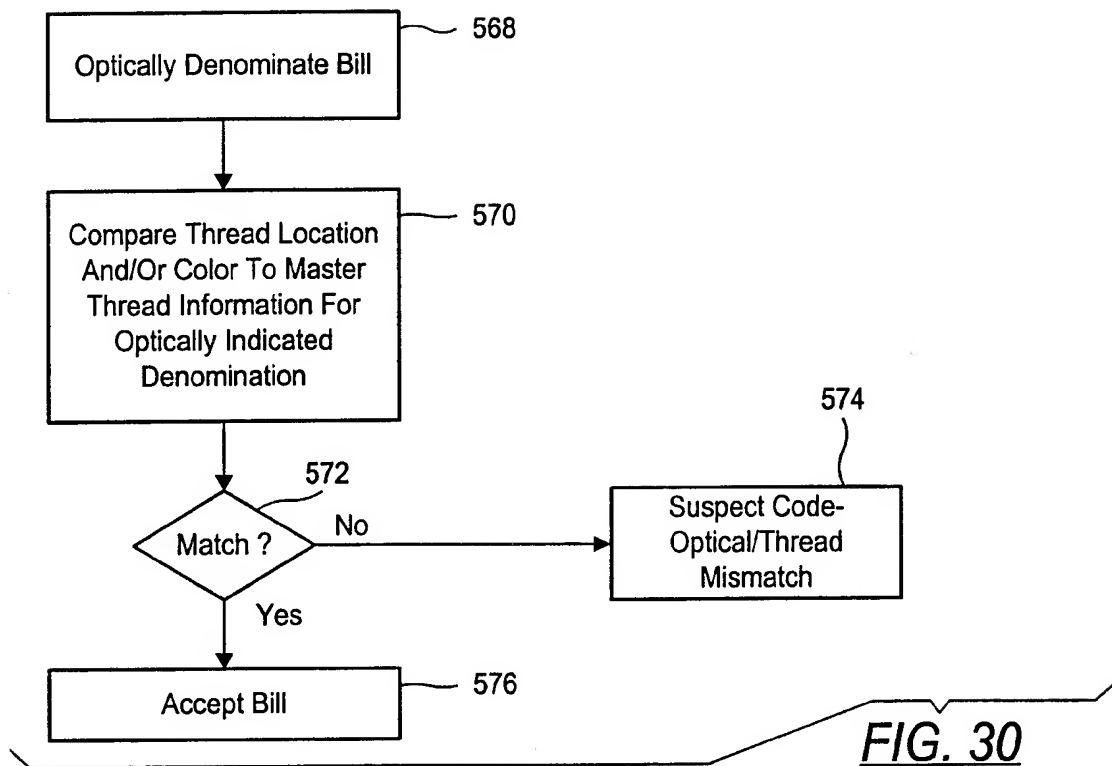 568
Optically Denominate Bill
570
Compare Thread Location
And/Or Color To Master
Thread Information For
Optically Indicated
Denomination
574
572
Match ?
No
Suspect Code-
Optical/Thread
Mismatch
Yes
Accept Bill
576
FIG. 30